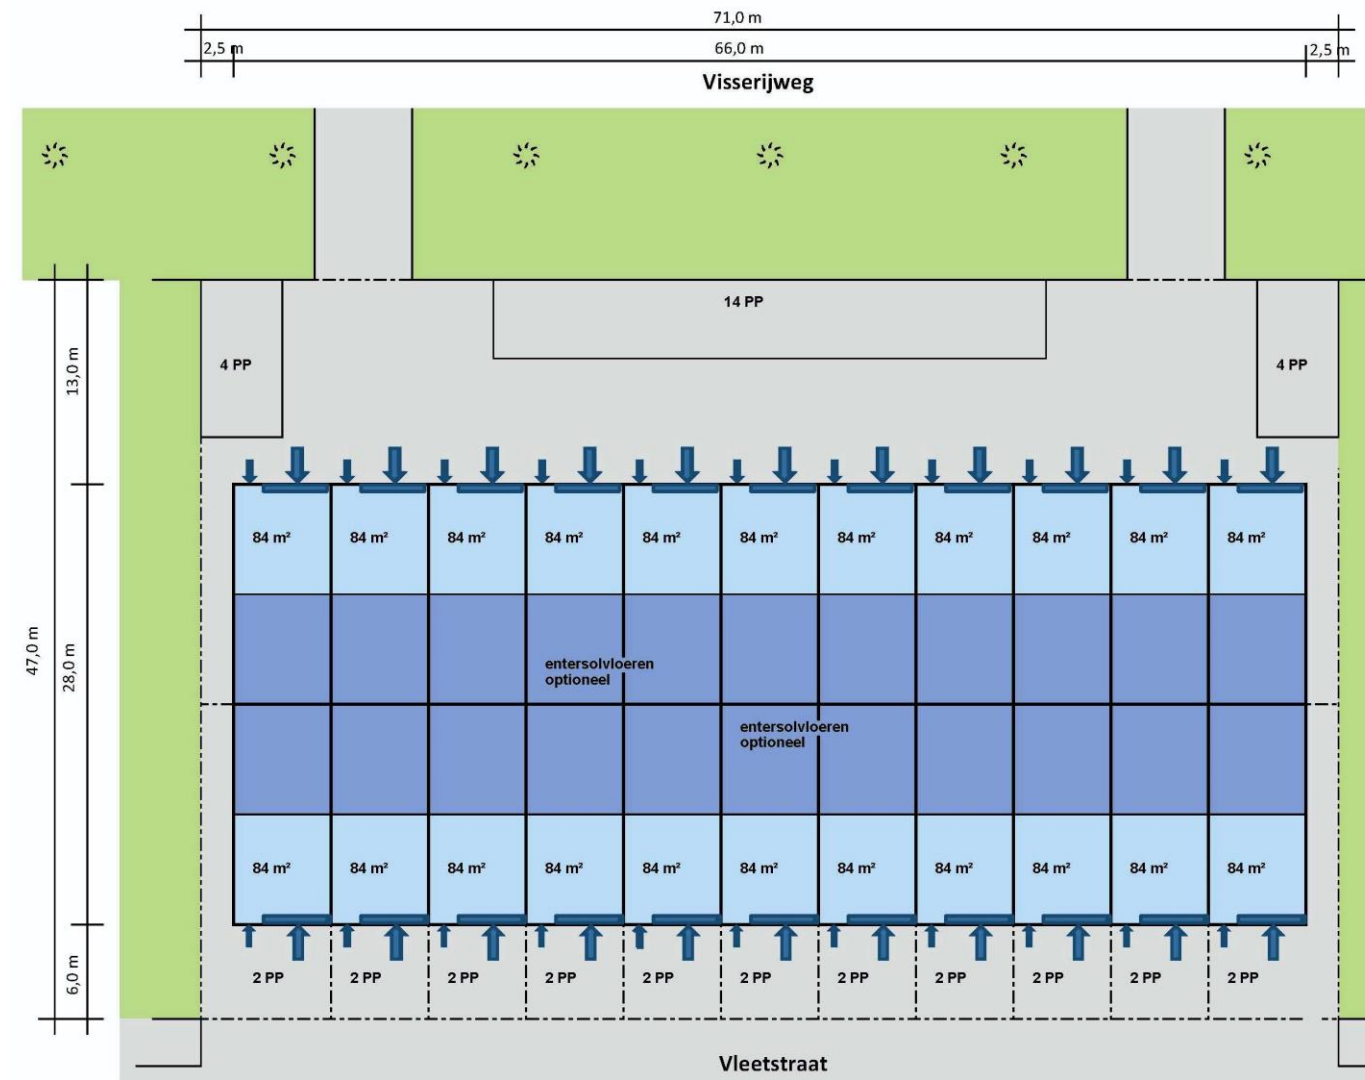 71,0 m
2,5 m
66,0 m
2,5 m
Visserijweg
14 PP
4 PP
4 PP
13,0 m
84 m²
84 m²
84 m²
84 m²
84 m²
84 m²
84 m²
84 m²
84 m²
84 m²
84 m²
47,0 m
28,0 m
entersolvloeren
optioneel
entersolvloeren
optioneel
84 m²
84 m²
84 m²
84 m²
84 m²
84 m²
84 m²
84 m²
84 m²
84 m²
84 m²
6,0 m
2 PP
2 PP
2 PP
2 PP
2 PP
2 PP
2 PP
2 PP
2 PP
2 PP
2 PP
Vleetstraat